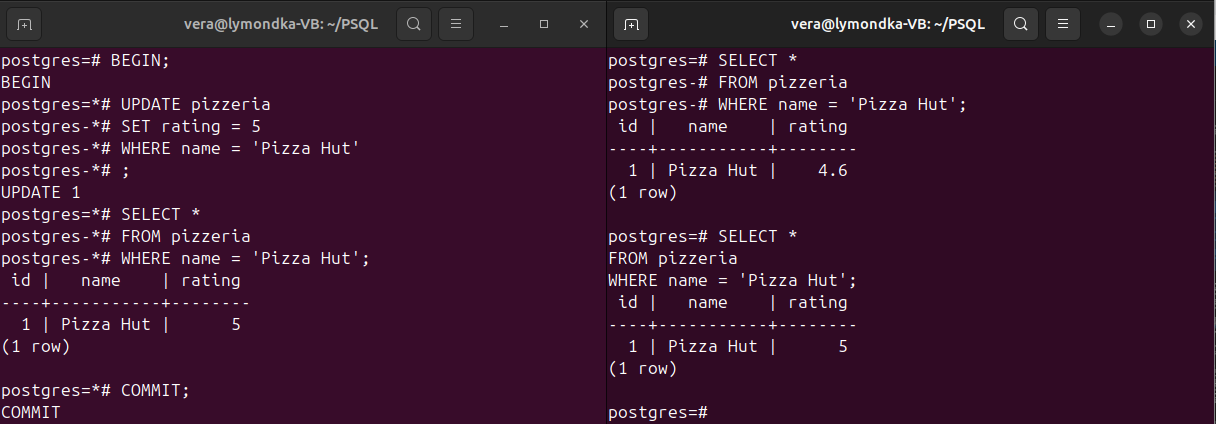 vera@lymondka-VB: ~/PSQL
postgres=# BEGIN;
BEGIN
postgres=*# UPDATE pizzeria
postgres-*# SET rating = 5
postgres-*# WHERE name = 'Pizza Hut'
postgres-*# ;
UPDATE 1
postgres=*# SELECT *
postgres-*# FROM pizzeria
postgres-*# WHERE name = 'Pizza Hut';
 id |   name    | rating
----+-----------+--------
  1 | Pizza Hut |      5
(1 row)
postgres=*# COMMIT;
COMMIT
vera@lymondka-VB: ~/PSQL
postgres=# SELECT *
postgres-# FROM pizzeria
postgres-# WHERE name = 'Pizza Hut';
 id |   name    | rating
----+-----------+--------
  1 | Pizza Hut |    4.6
(1 row)
postgres=# SELECT *
FROM pizzeria
WHERE name = 'Pizza Hut';
 id |   name    | rating
----+-----------+--------
  1 | Pizza Hut |      5
(1 row)
postgres=#